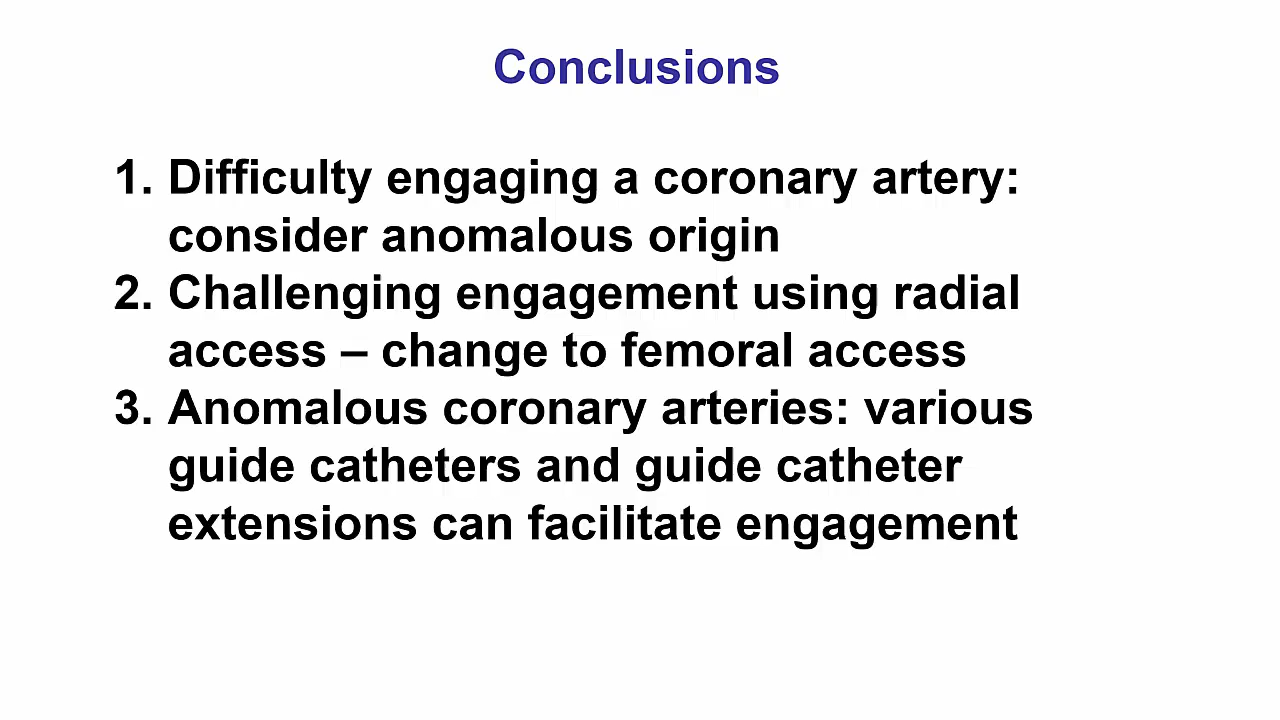 Conclusions
1. Difficulty engaging a coronary artery:
consider anomalous origin
2. Challenging engagement using radial
access – change to femoral access
3. Anomalous coronary arteries: various
guide catheters and guide catheter
extensions can facilitate engagement